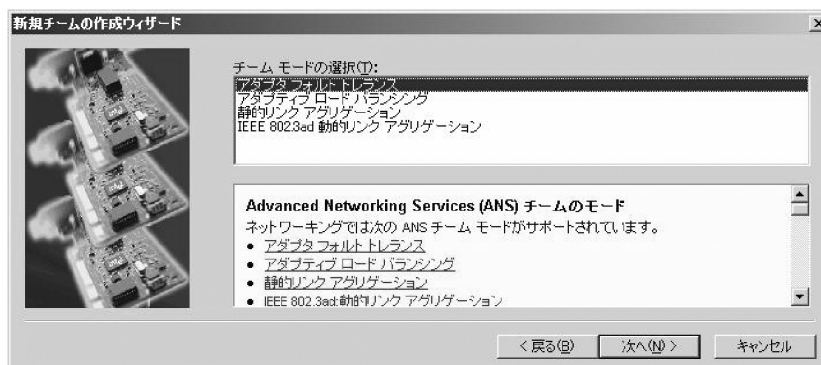 新規チームの作成ウィザード
チーム モードの選択(T):
アダプタ フォルト トレランス
アダプティブ ロード バランシング
静的リンク アグリゲーション
IEEE 802.3ad 動的リンク アグリゲーション
Advanced Networking Services (ANS) チームのモード
ネットワーキングでは次の ANS チーム モードがサポートされています。
• アダプタ フォルト トレランス
• アダプティブ ロード バランシング
• 静的リンク アグリゲーション
• IEEE 802.3ad:動的リンク アグリゲーション
< 戻る(B)
次へ(N) >
キャンセル